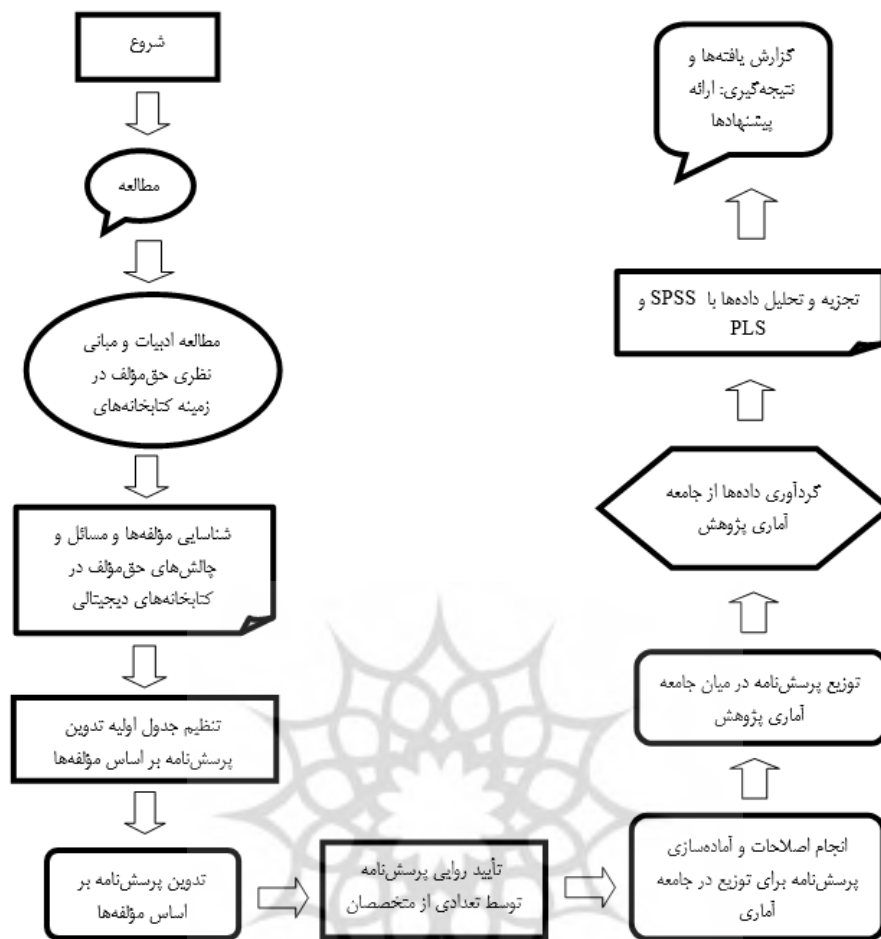 شروع
مطالعه
مطالعه ادبیات و مبانی
نظری حق‌مؤلف در
زمینه کتابخانه‌های
شناسایی مؤلفه‌ها و مسائل و
چالش‌های حق‌مؤلف در
کتابخانه‌های دیجیتالی
تنظیم جدول اولیه تدوین
پرسش‌نامه بر اساس مؤلفه‌ها
تدوین پرسش‌نامه بر
اساس مؤلفه‌ها
تأیید روایی پرسش‌نامه
توسط تعدادی از متخصصان
انجام اصلاحات و آماده‌سازی
پرسش‌نامه برای توزیع در جامعه
آماری
توزیع پرسش‌نامه در میان جامعه
آماری پژوهش
گردآوری داده‌ها از جامعه
آماری پژوهش
تجزیه و تحلیل داده‌ها با SPSS و
PLS
گزارش یافته‌ها و
نتیجه‌گیری: ارائه
پیشنهادها